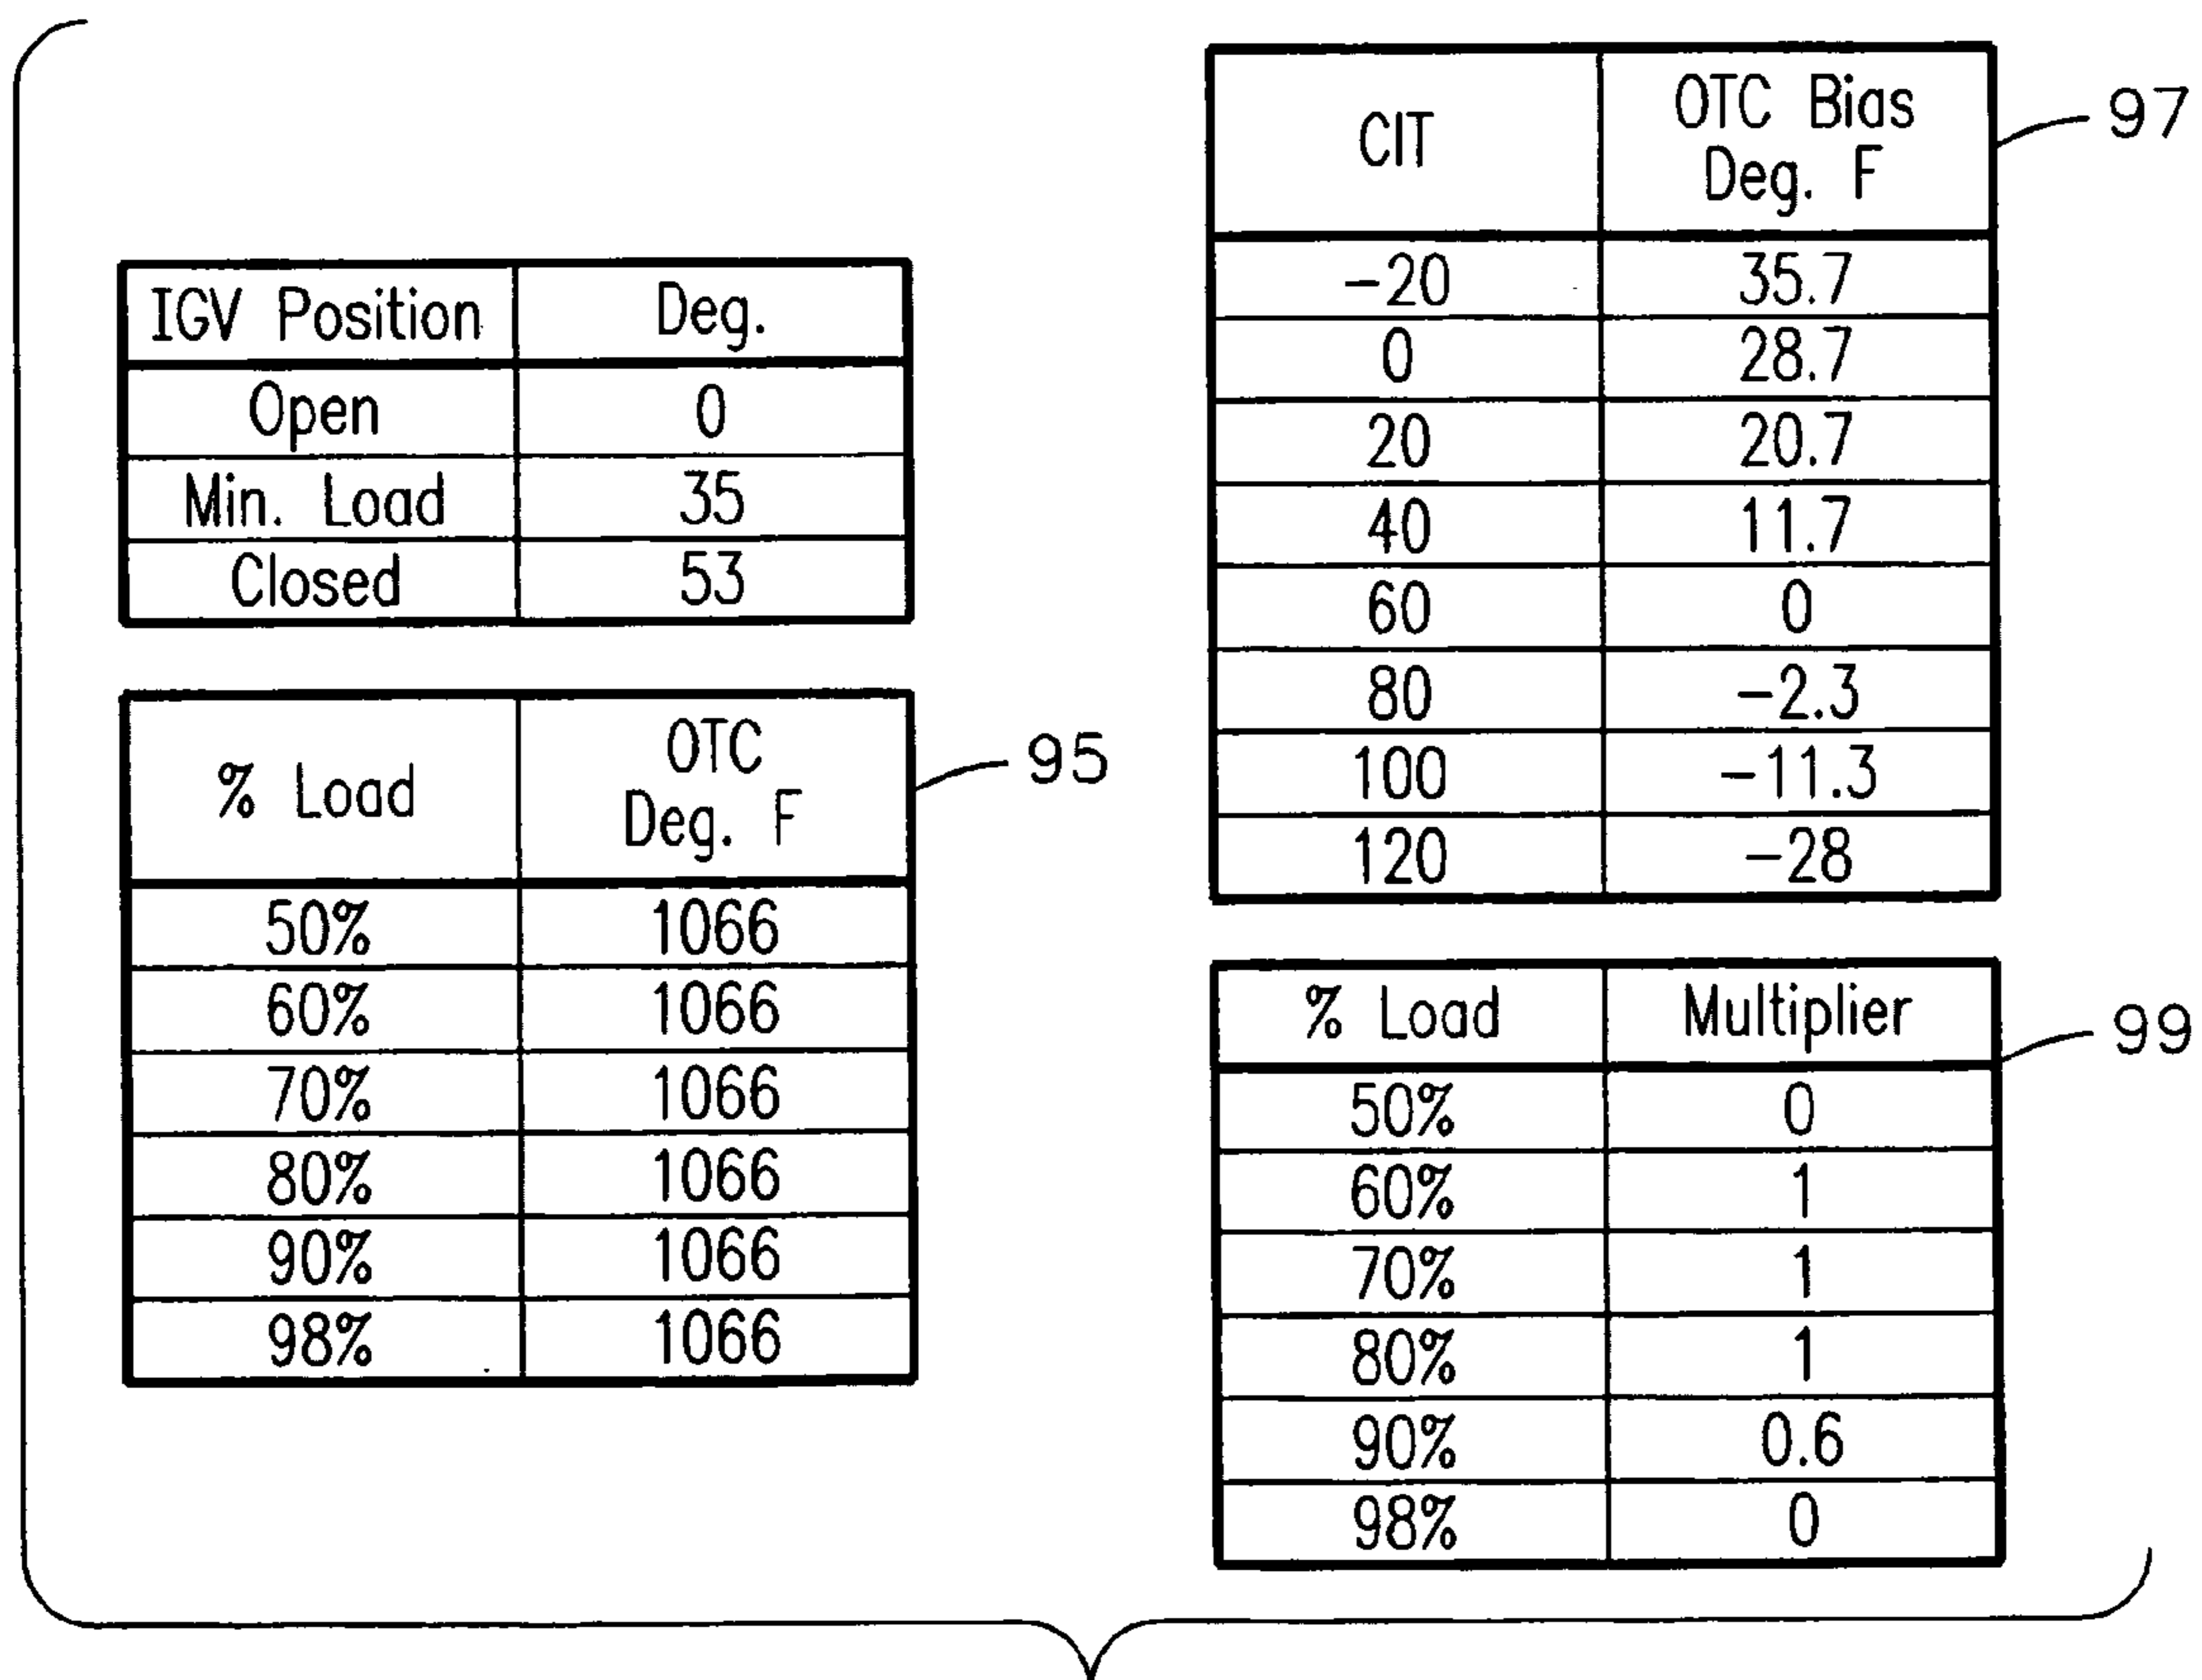 IGV Position Deg.
Open 0
Min. Load 35
Closed 53
% Load OTC
Deg. F
95
50% 1066
60% 1066
70% 1066
80% 1066
90% 1066
98% 1066
CIT OTC Bias
Deg. F
97
-20 35.7
0 28.7
20 20.7
40 11.7
60 0
80 -2.3
100 -11.3
120 -28
% Load Multiplier
99
50% 0
60% 1
70% 1
80% 1
90% 0.6
98% 0